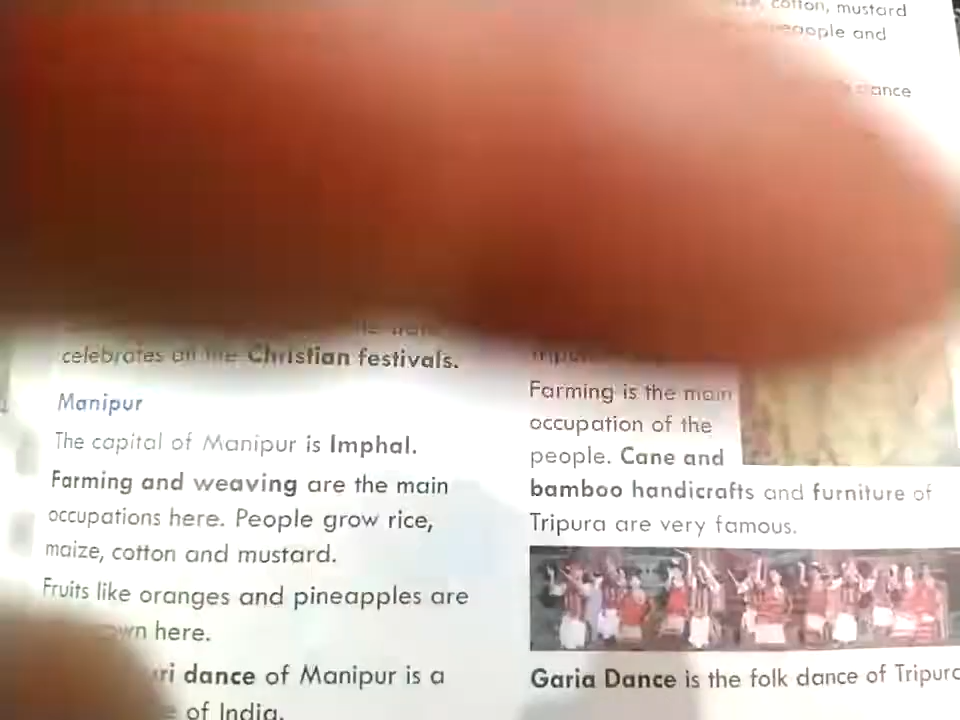 celebrates all the Christian festivals.
Manipur
The capital of Manipur is Imphal.
Farming and weaving are the main
occupations here. People grow rice,
maize, cotton and mustard.
Fruits like oranges and pineapples are
here.
dance of Manipur is a
of India.
cotton, mustard
and
dance
Farming is the main
occupation of the
people. Cane and
bamboo handicrafts and furniture of
Tripura are very famous.
Garia Dance is the folk dance of Tripura